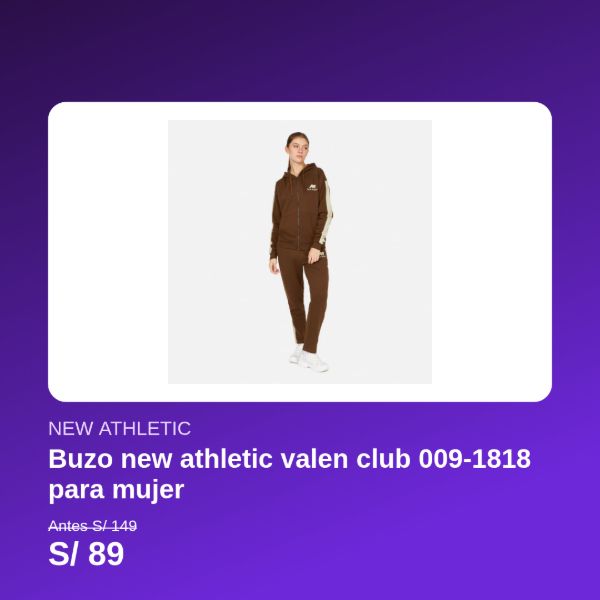 NEW ATHLETIC
Buzo new athletic valen club 009-1818
para mujer
Antes S/ 149
S/ 89